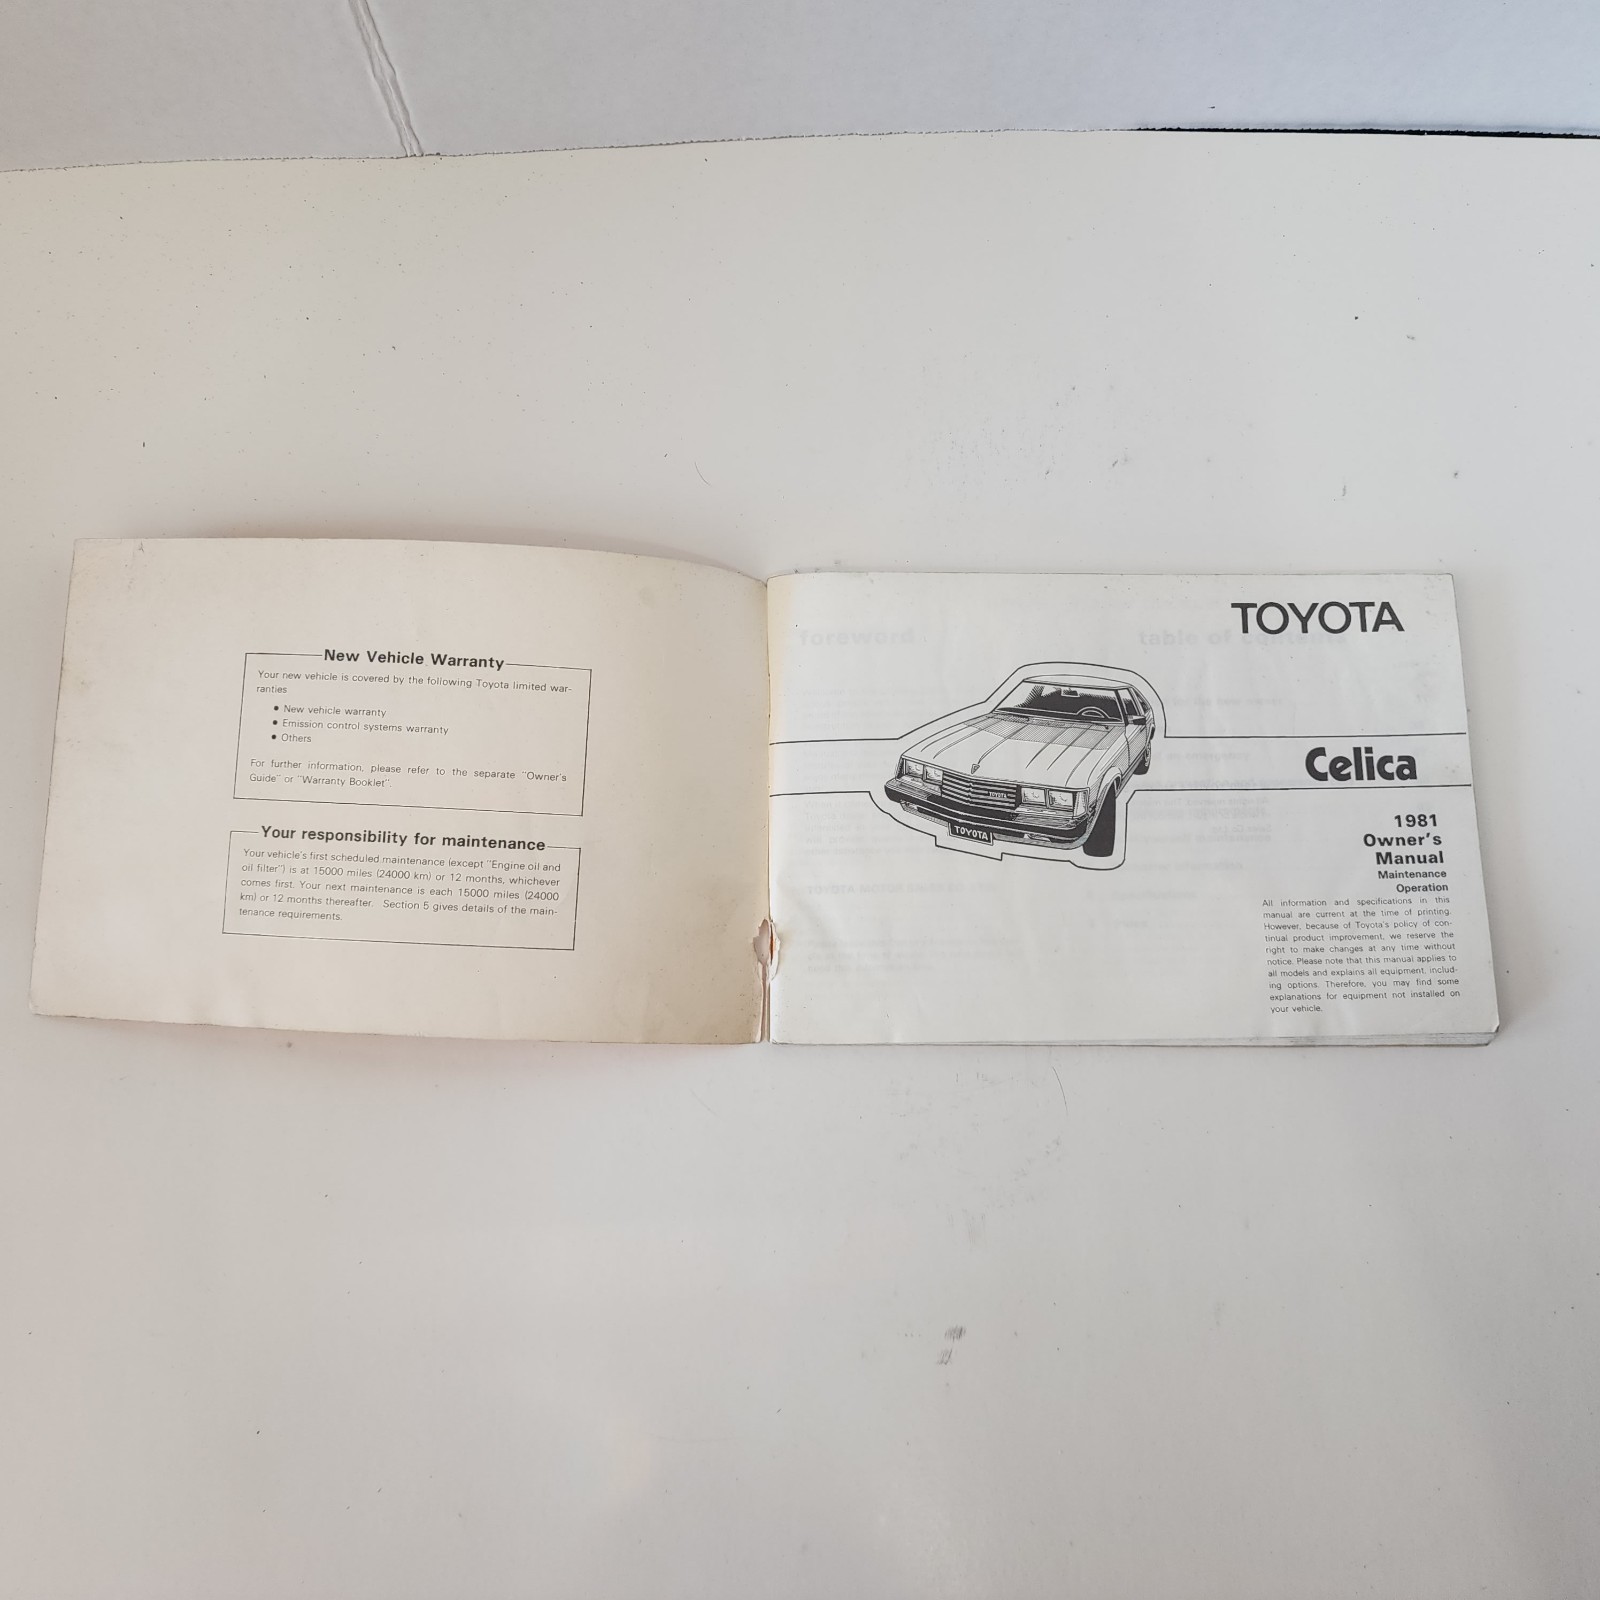 New Vehicle Warranty
Your new vehicle is covered by the following Toyota limited war-
ranties
• New vehicle warranty
• Emission control systems warranty
• Others
For further information, please refer to the separate "Owner's
Guide" or "Warranty Booklet".
Your responsibility for maintenance
Your vehicle's first scheduled maintenance (except "Engine oil and
oil filter") is at 15000 miles (24000 km) or 12 months, whichever
comes first. Your next maintenance is each 15000 miles (24000
km) or 12 months thereafter. Section 5 gives details of the main-
tenance requirements.
TOYOTA
foreword
table of contents
TOYOTA
TOYOTA
Celica
1981
Owner's
Manual
Maintenance
Operation
All information and specifications in this
manual are current at the time of printing.
However, because of Toyota's policy of con-
tinual product improvement, we reserve the
right to make changes at any time without
notice. Please note that this manual applies to
all models and explains all equipment, includ-
ing options. Therefore, you may find some
explanations for equipment not installed on
your vehicle.